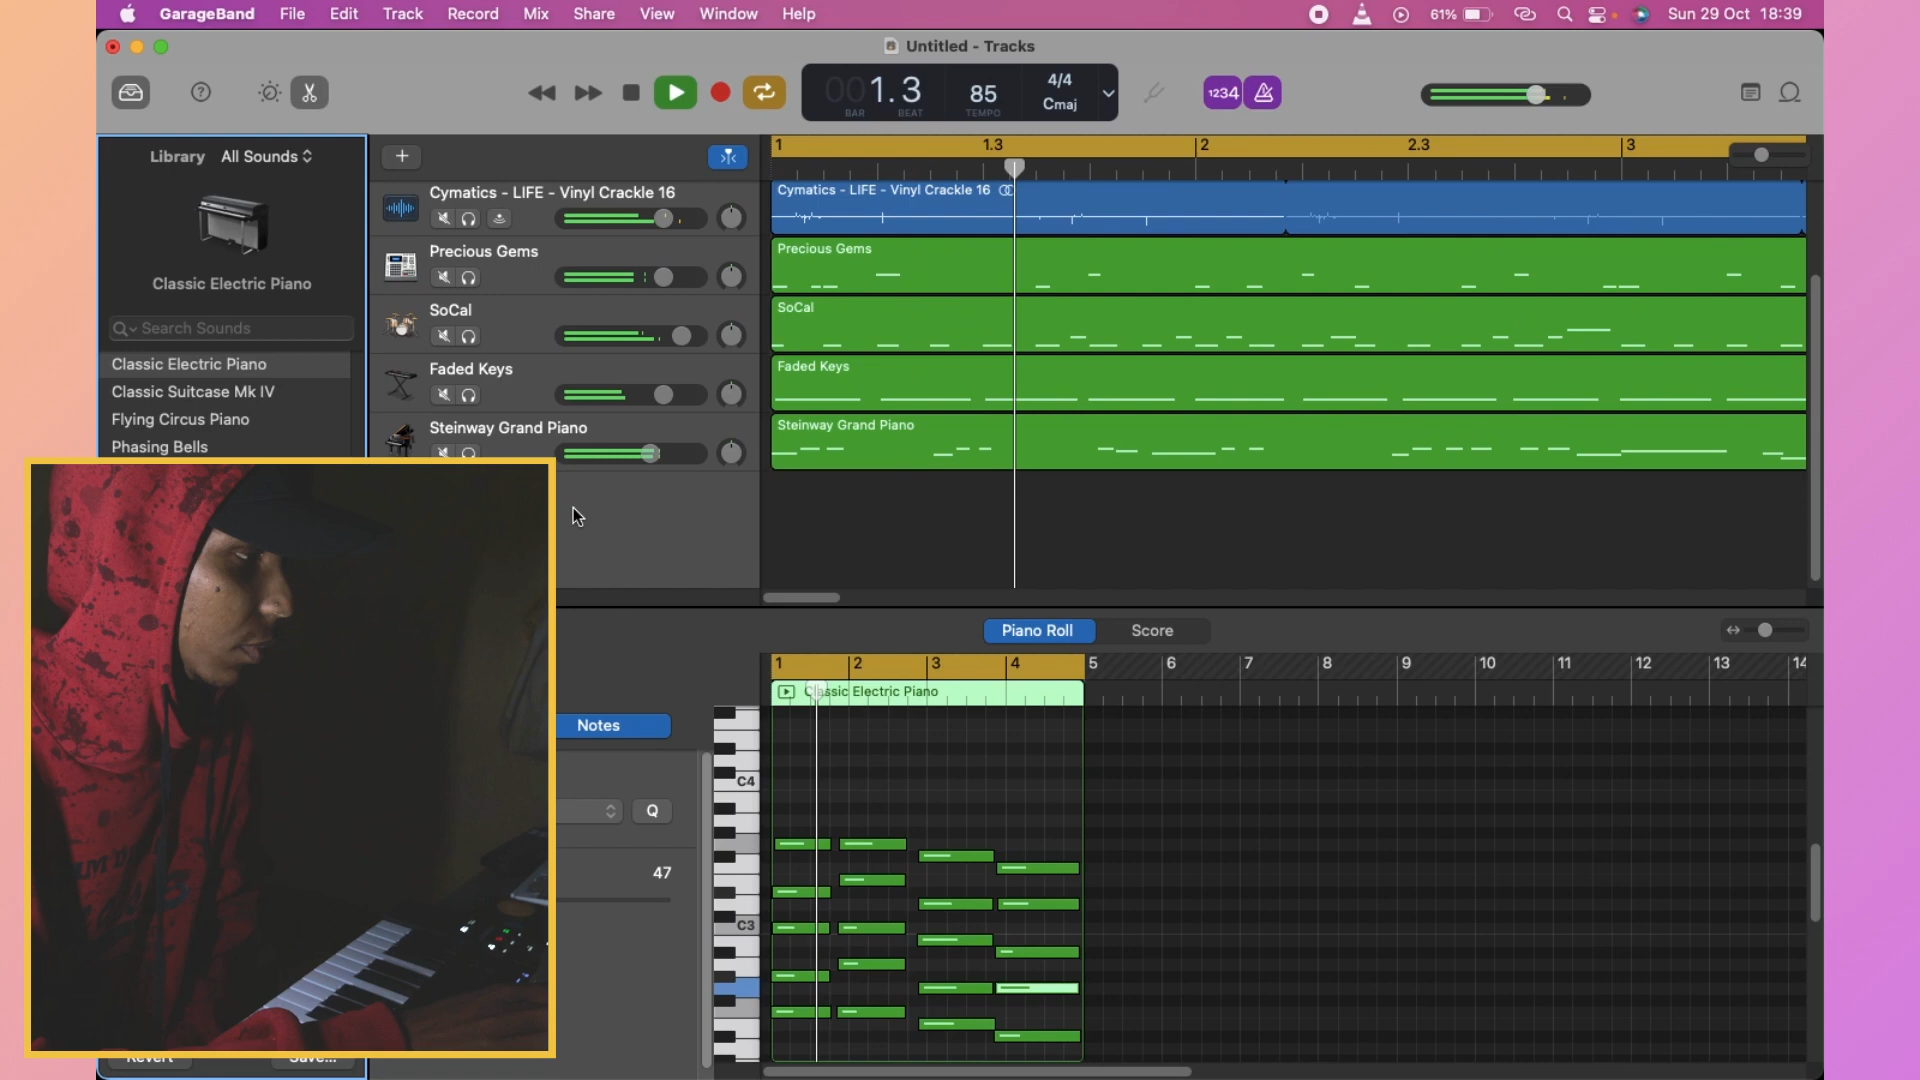 GarageBand File Edit Track Record Mix Share View Window Help 61% Sun 29 Oct 18:39
Untitled - Tracks
001.3 85 4/4 Cmaj
BAR BEAT TEMPO
1234
Library All Sounds
Classic Electric Piano
Search Sounds
Classic Electric Piano
Classic Suitcase Mk IV
Flying Circus Piano
Phasing Bells
Cymatics - LIFE - Vinyl Crackle 16
Precious Gems
SoCal
Faded Keys
Steinway Grand Piano
1 1.3 2 2.3 3
Cymatics - LIFE - Vinyl Crackle 16
Precious Gems
SoCal
Faded Keys
Steinway Grand Piano
Piano Roll Score
1 2 3 4 5 6 7 8 9 10 11 12 13 14
Classic Electric Piano
Notes
Q
47
C4
C3
Revert Save...